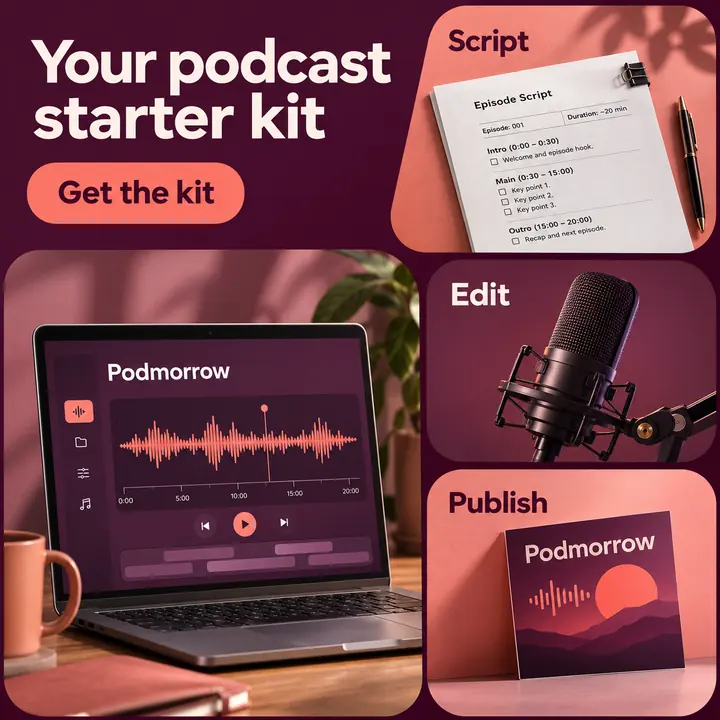 Your podcast
starter kit
Get the kit
Script
Episode Script
Episode: 001
Duration: ~20 min
Intro (0:00 – 0:30)
Welcome and episode hook.
Main (0:30 – 15:00)
Key point 1.
Key point 2.
Key point 3.
Outro (15:00 – 20:00)
Recap and next episode.
Podmorrow
0:00 5:00 10:00 15:00 20:00
Edit
Publish
Podmorrow